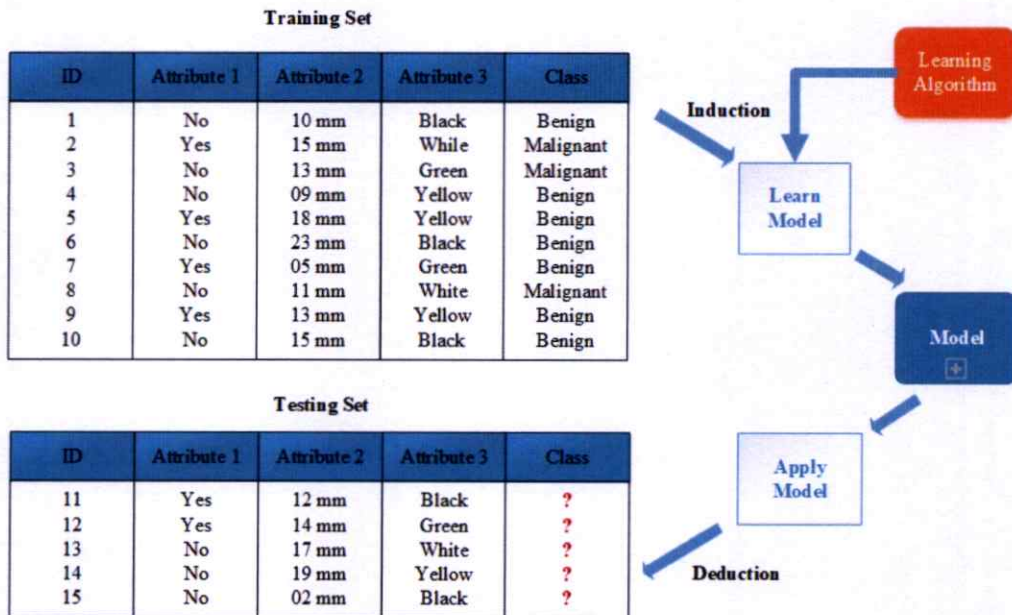 Training Set
ID Attribute 1 Attribute 2 Attribute 3 Class
1 No 10 mm Black Benign
2 Yes 15 mm While Malignant
3 No 13 mm Green Malignant
4 No 09 mm Yellow Benign
5 Yes 18 mm Yellow Benign
6 No 23 mm Black Benign
7 Yes 05 mm Green Benign
8 No 11 mm White Malignant
9 Yes 13 mm Yellow Benign
10 No 15 mm Black Benign
Learning
Algorithm
Induction
Learn
Model
Model
Testing Set
ID Attribute 1 Attribute 2 Attribute 3 Class
11 Yes 12 mm Black ?
12 Yes 14 mm Green ?
13 No 17 mm White ?
14 No 19 mm Yellow ?
15 No 02 mm Black ?
Apply
Model
Deduction